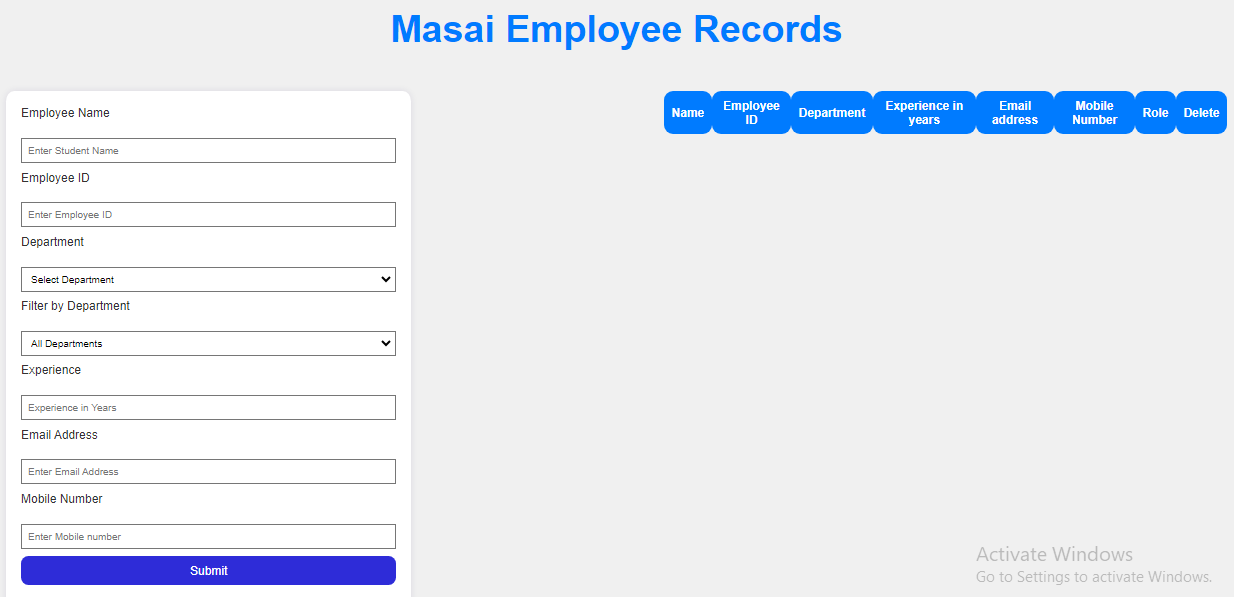 Masai Employee Records
Employee Name
Enter Student Name
Employee ID
Enter Employee ID
Department
Select Department
Filter by Department
All Departments
Experience
Experience in Years
Email Address
Enter Email Address
Mobile Number
Enter Mobile number
Submit
Name
Employee
ID
Department
Experience in
years
Email
address
Mobile
Number
Role
Delete
Activate Windows
Go to Settings to activate Windows.